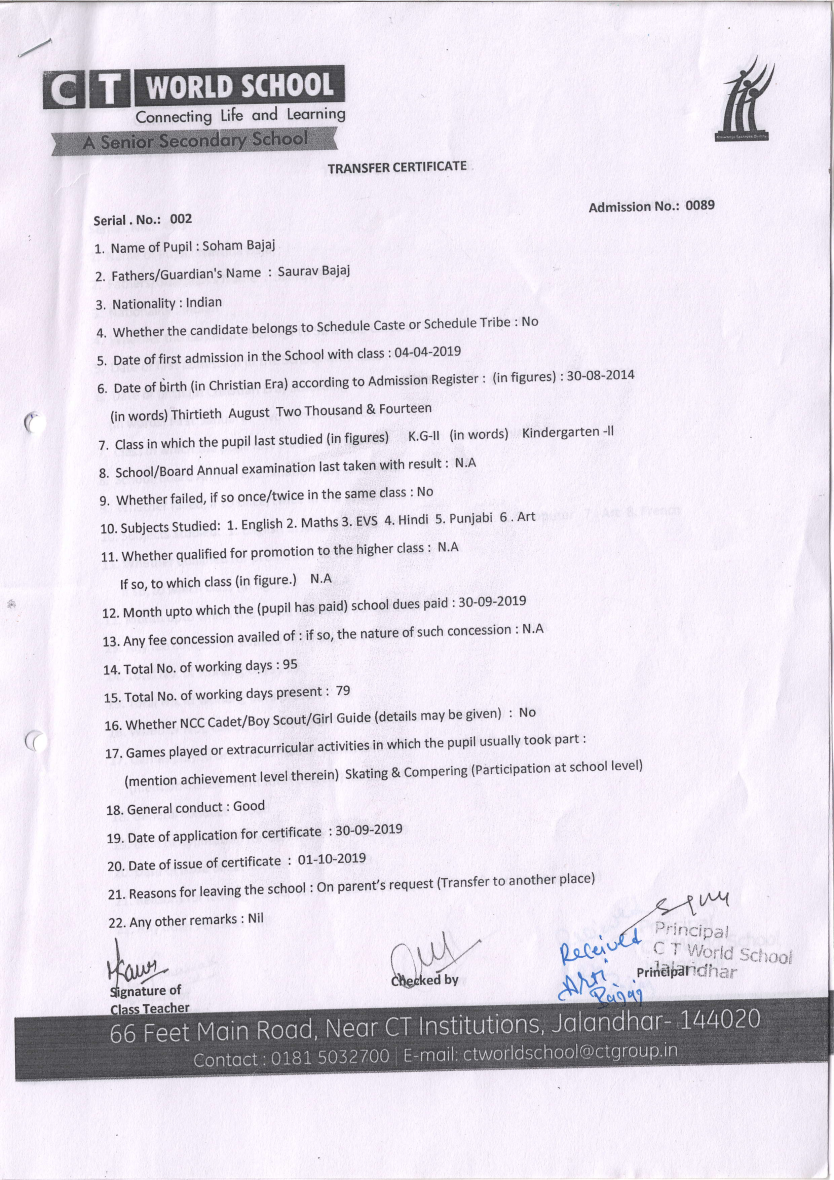 CT WORLD SCHOOL
Connecting Life and Learning
A Senior Secondary School
TRANSFER CERTIFICATE
Admission No.: 0089
Serial . No.: 002
1. Name of Pupil : Soham Bajaj
2. Fathers/Guardian's Name : Saurav Bajaj
3. Nationality : Indian
4. Whether the candidate belongs to Schedule Caste or Schedule Tribe : No
5. Date of first admission in the School with class : 04-04-2019
6. Date of birth (in Christian Era) according to Admission Register : (in figures) : 30-08-2014
(in words) Thirtieth August Two Thousand & Fourteen
7. Class in which the pupil last studied (in figures) K.G-II (in words) Kindergarten -II
8. School/Board Annual examination last taken with result : N.A
9. Whether failed, if so once/twice in the same class : No
10. Subjects Studied: 1. English 2. Maths 3. EVS 4. Hindi 5. Punjabi 6 . Art
11. Whether qualified for promotion to the higher class : N.A
If so, to which class (in figure.) N.A
12. Month upto which the (pupil has paid) school dues paid : 30-09-2019
13. Any fee concession availed of : if so, the nature of such concession : N.A
14. Total No. of working days : 95
15. Total No. of working days present : 79
16. Whether NCC Cadet/Boy Scout/Girl Guide (details may be given) : No
17. Games played or extracurricular activities in which the pupil usually took part :
(mention achievement level therein) Skating & Compering (Participation at school level)
18. General conduct : Good
19. Date of application for certificate : 30-09-2019
20. Date of issue of certificate : 01-10-2019
21. Reasons for leaving the school : On parent's request (Transfer to another place)
22. Any other remarks : Nil
Received
Arti
Bajaj
Principal
C T World School
Jalandhar
Signature of
Class Teacher
Checked by
Principal
66 Feet Main Road, Near CT Institutions, Jalandhar- 144020
Contact : 0181 5032700 | E-mail: ctworldschool@ctgroup.in